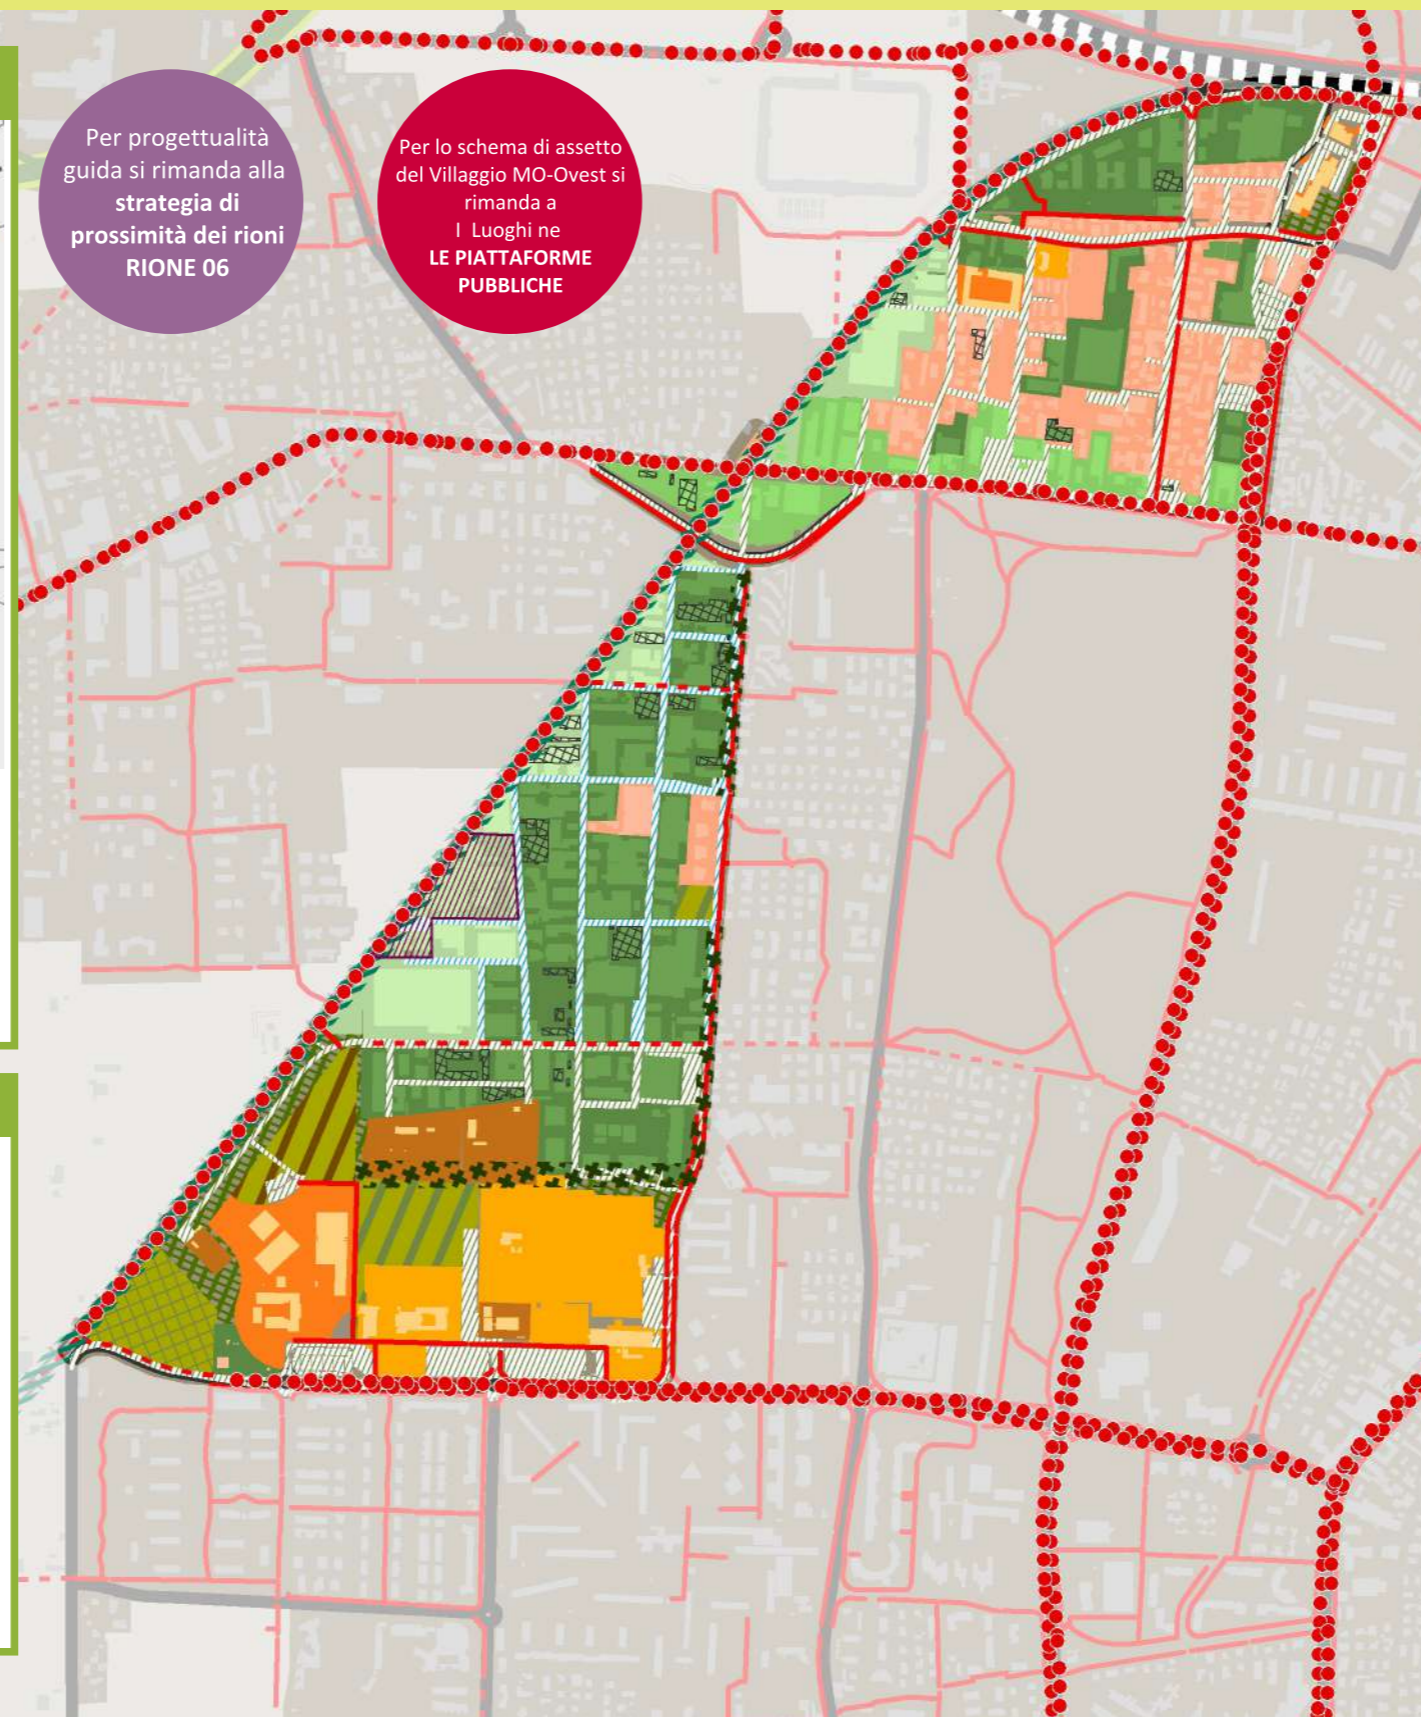 Per progettualità
guida si rimanda alla
strategia di
prossimità dei rioni
RIONE 06
Per lo schema di assetto
del Villaggio MO-Ovest si
rimanda a
I Luoghi ne
LE PIATTAFORME
PUBBLICHE